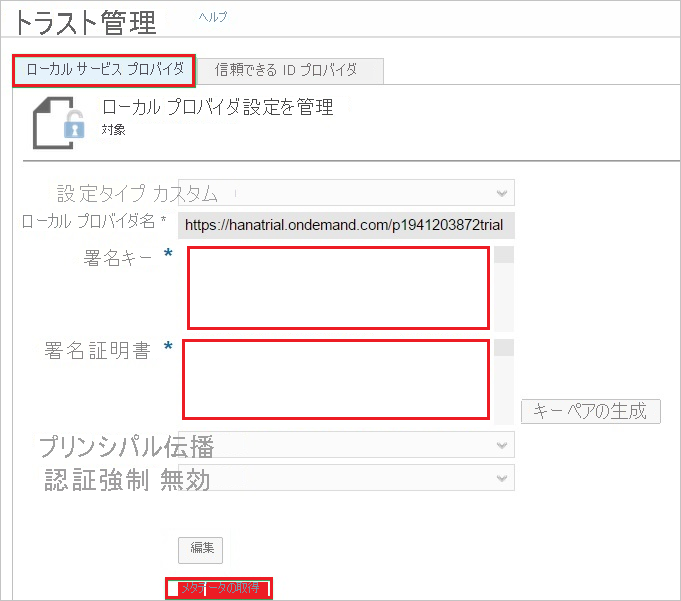 トラスト管理 ヘルプ
ローカル サービス プロバイダ 信頼できる ID プロバイダ
ローカル プロバイダ設定を管理
対象
設定タイプ カスタム
ローカル プロバイダ名 * https://hanatrial.ondemand.com/p1941203872trial
署名キー *
署名証明書 *
キー ペアの生成
プリンシパル伝播
認証強制 無効
編集
メタデータの取得